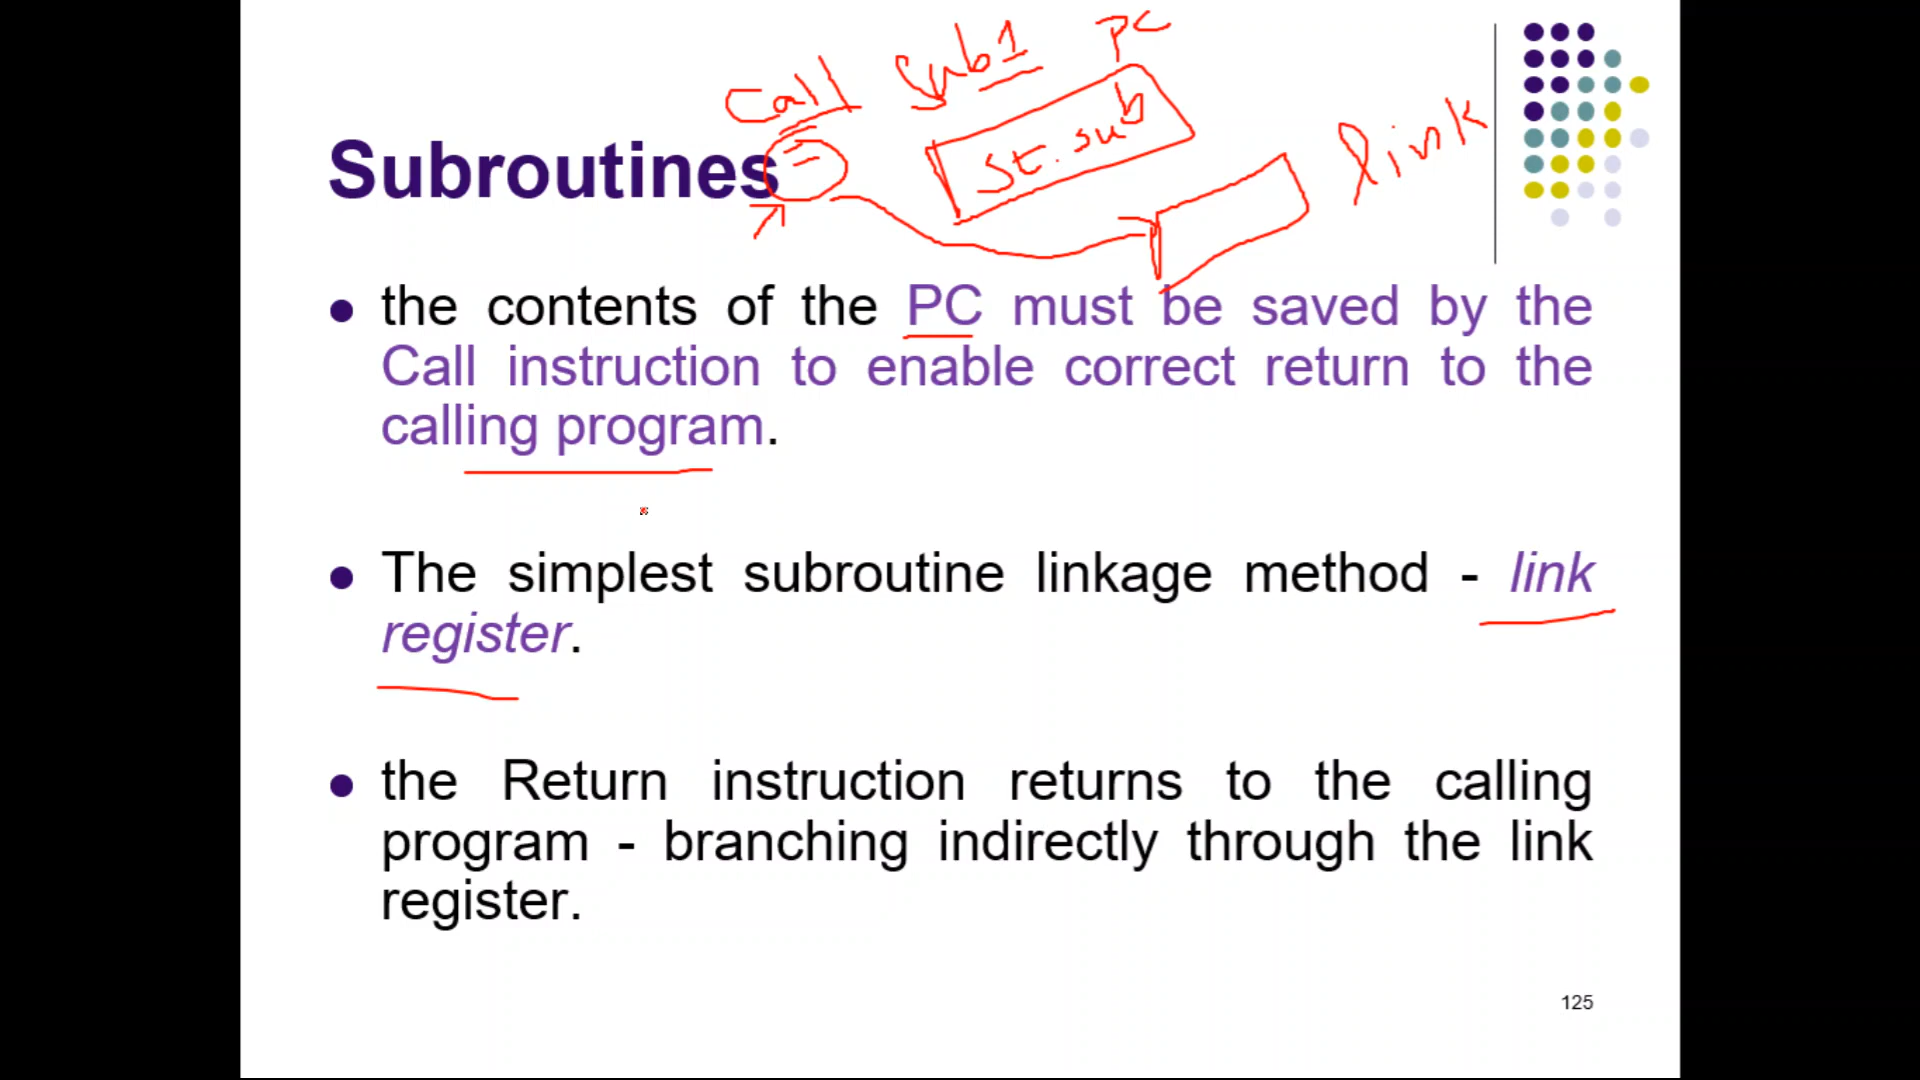 Call Sub1 PC
St. sub
link
Subroutines
the contents of the PC must be saved by the
Call instruction to enable correct return to the
calling program.
The simplest subroutine linkage method - link
register.
the Return instruction returns to the calling
program - branching indirectly through the link
register.
125